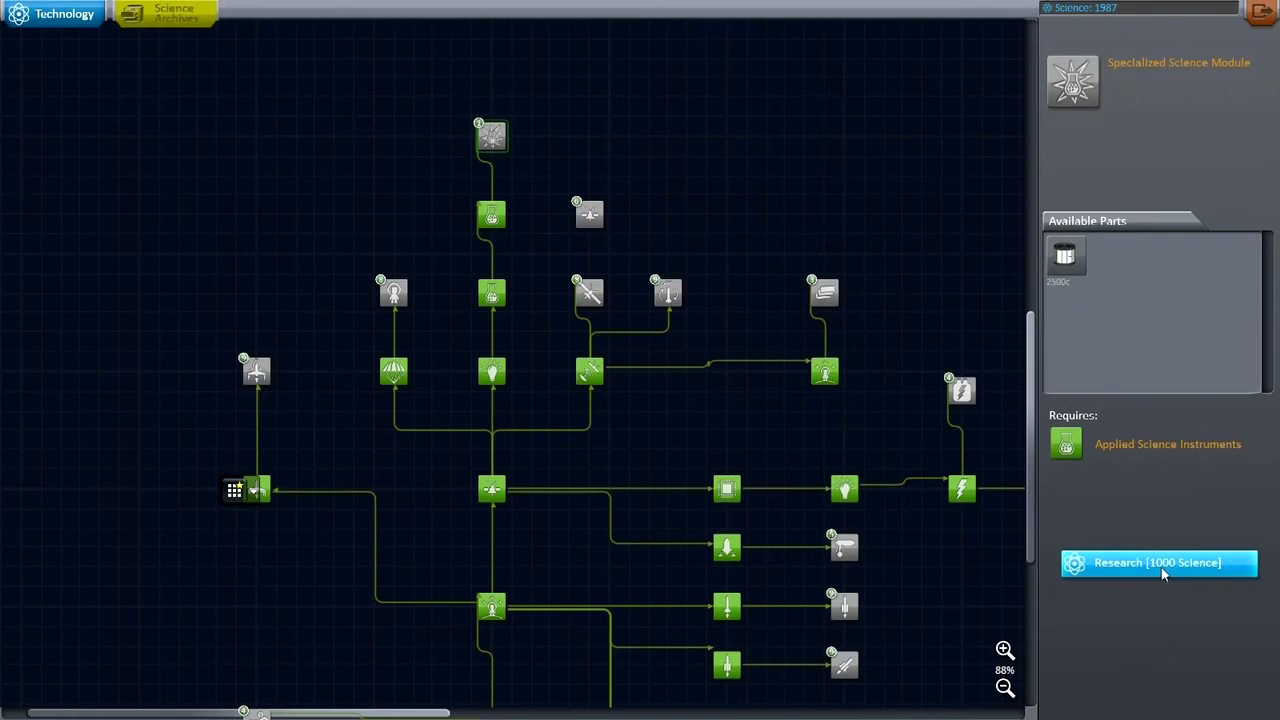 Technology
Science
Archives
Science: 1987
Specialized Science Module
Available Parts
2500c
Requires:
Applied Science Instruments
Research [1000 Science]
88%